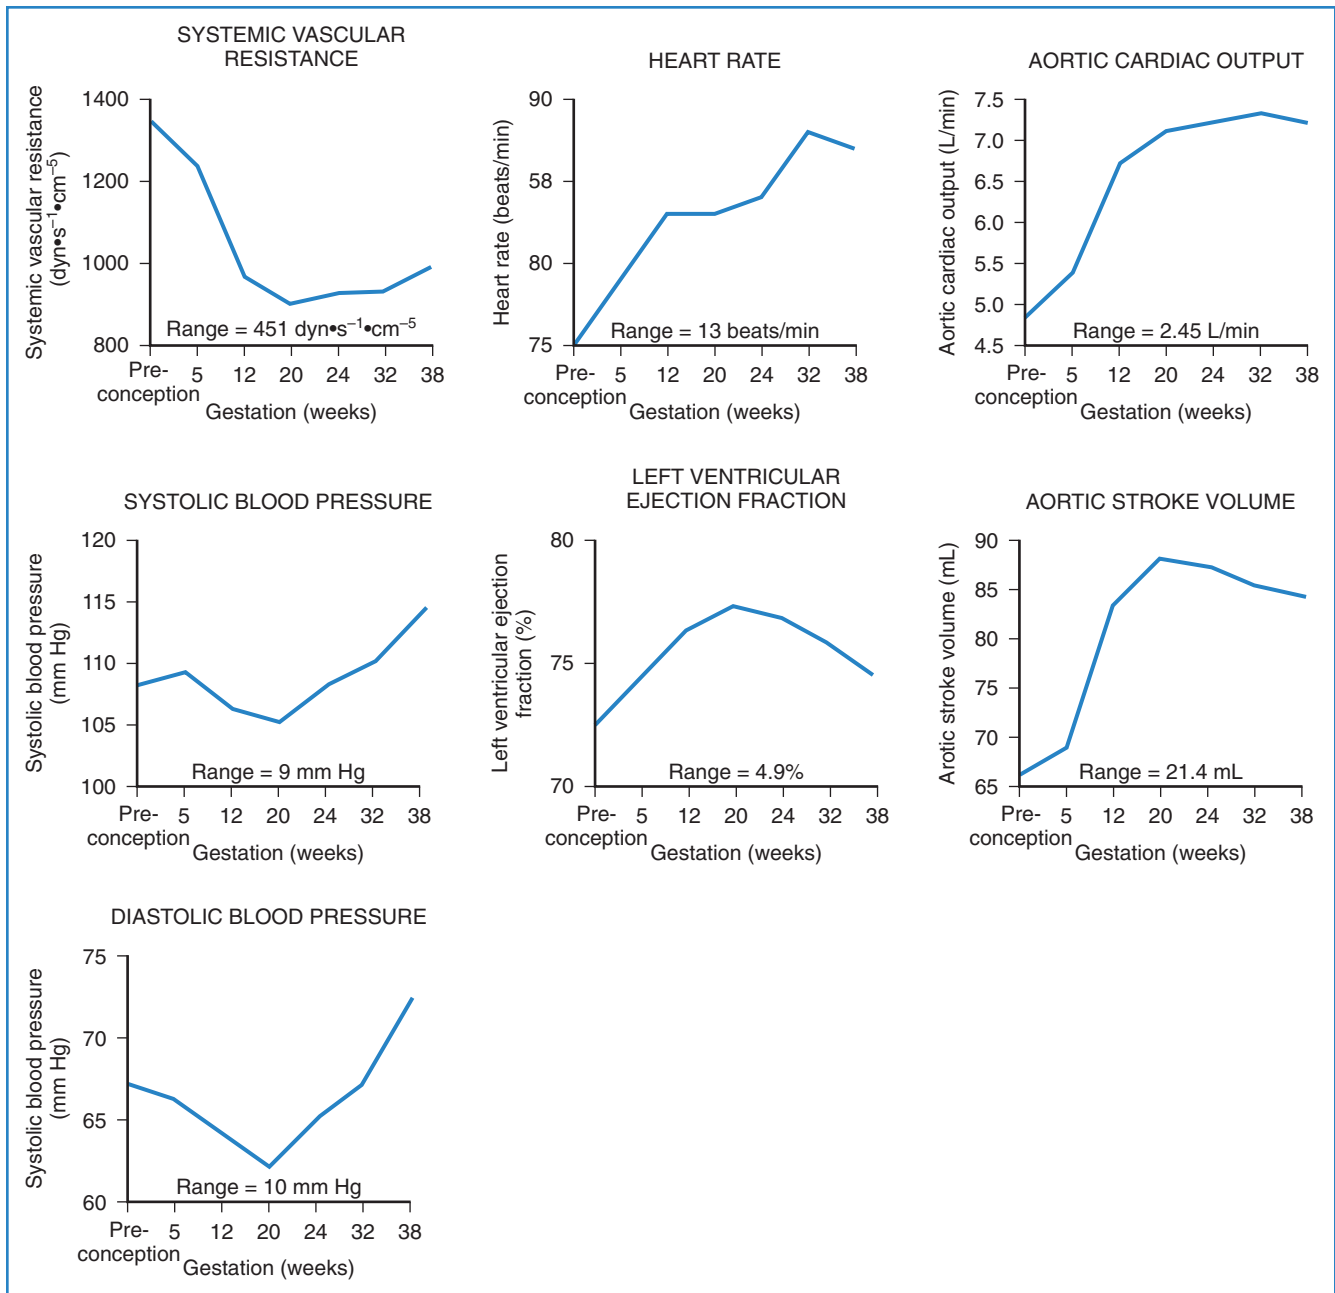 SYSTEMIC VASCULAR
RESISTANCE
Systemic vascular resistance
(dyn•s⁻¹•cm⁻⁵)
1400
1200
1000
800
Range = 451 dyn•s⁻¹•cm⁻⁵
Pre-
conception
5 12 20 24 32 38
Gestation (weeks)
HEART RATE
Heart rate (beats/min)
90
58
80
75
Range = 13 beats/min
Pre-
conception
5 12 20 24 32 38
Gestation (weeks)
AORTIC CARDIAC OUTPUT
Aortic cardiac output (L/min)
7.5
7.0
6.5
6.0
5.5
5.0
4.5
Range = 2.45 L/min
Pre-
conception
5 12 20 24 32 38
Gestation (weeks)
SYSTOLIC BLOOD PRESSURE
Systolic blood pressure
(mm Hg)
120
115
110
105
100
Range = 9 mm Hg
Pre-
conception
5 12 20 24 32 38
Gestation (weeks)
LEFT VENTRICULAR
EJECTION FRACTION
Left ventricular ejection
fraction (%)
80
75
70
Range = 4.9%
Pre-
conception
5 12 20 24 32 38
Gestation (weeks)
AORTIC STROKE VOLUME
Arotic stroke volume (mL)
90
85
80
75
70
65
Range = 21.4 mL
Pre-
conception
5 12 20 24 32 38
Gestation (weeks)
DIASTOLIC BLOOD PRESSURE
Systolic blood pressure
(mm Hg)
75
70
65
60
Range = 10 mm Hg
Pre-
conception
5 12 20 24 32 38
Gestation (weeks)